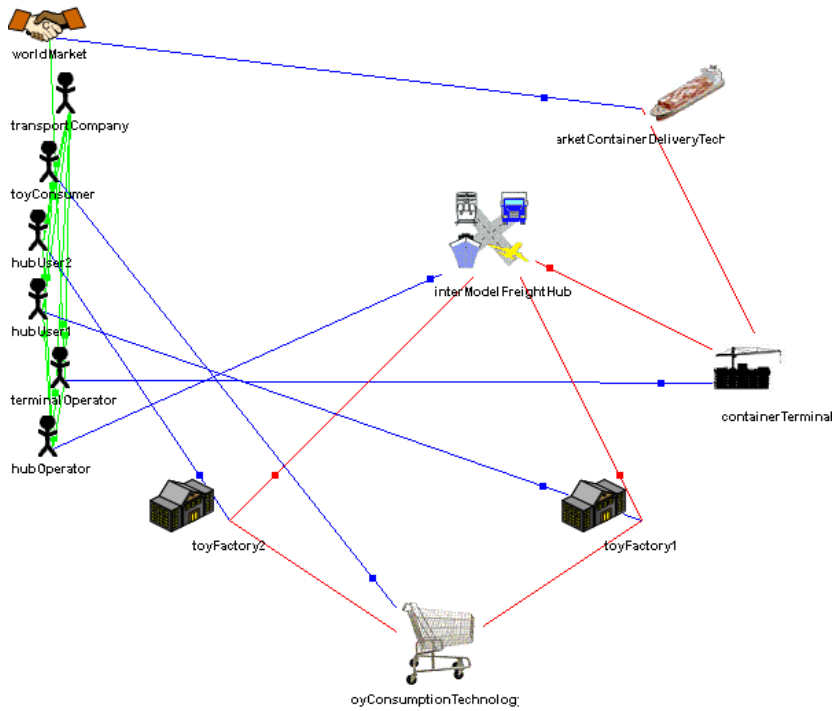 worldMarket
transportCompany
arketContainerDeliveryTech
toyConsumer
hubUser2
interModelFreightHub
hubUser1
terminalOperator
containerTerminal
hubOperator
toyFactory2
toyFactory1
oyConsumptionTechnolog